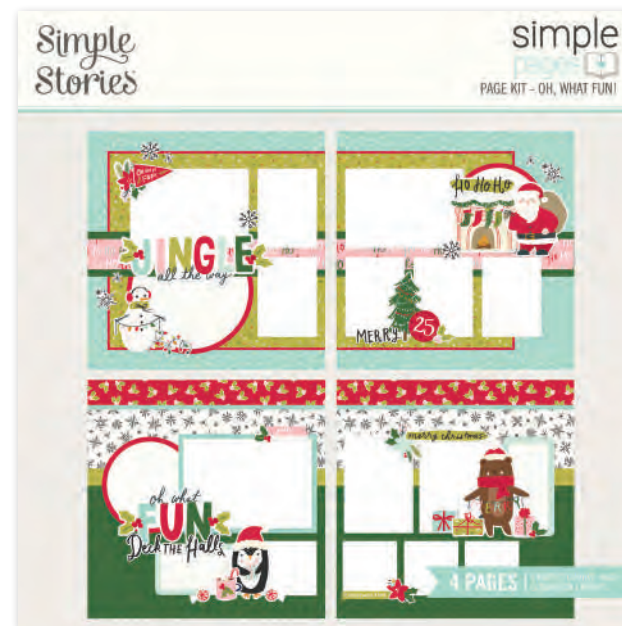 Simple
Stories
simple
pages
PAGE KIT - OH, WHAT FUN!
HO HO HO
JINGLE
all the way
MERRY
25
merry christmas
oh what
FUN
Deck THE Halls
4 PAGES